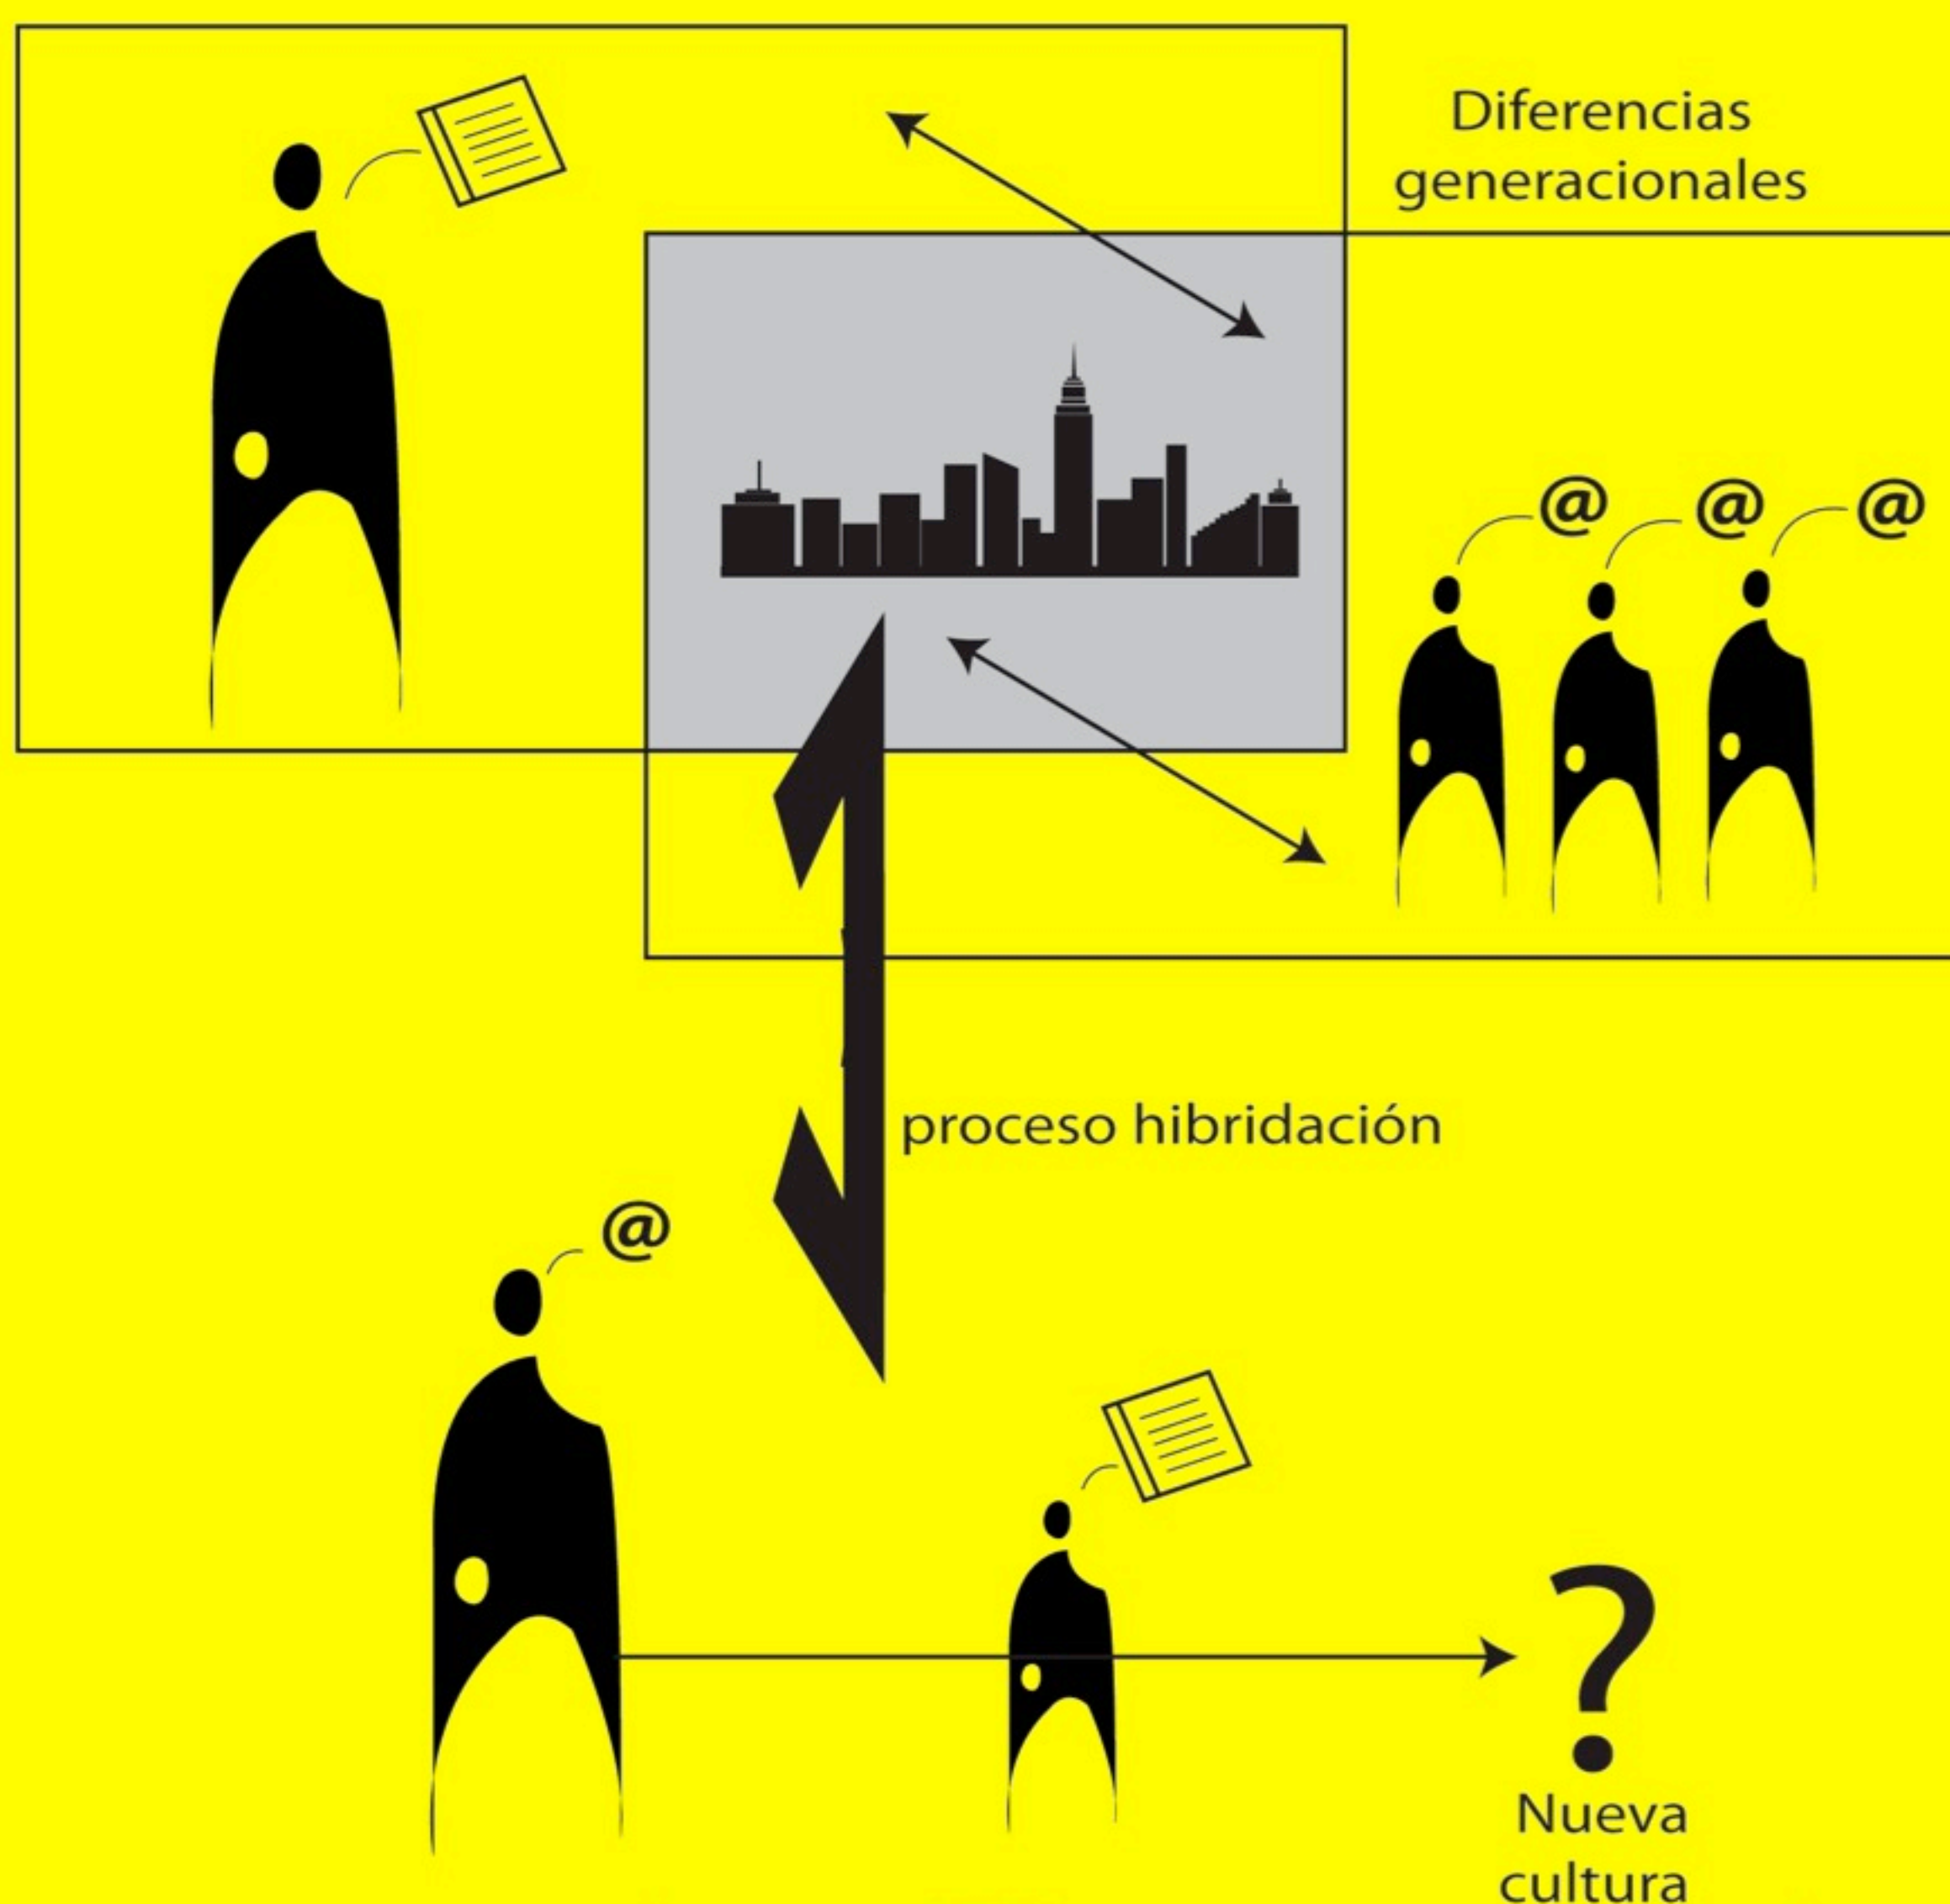 Diferencias
generacionales
@ @ @
proceso hibridación
@
?
Nueva
cultura